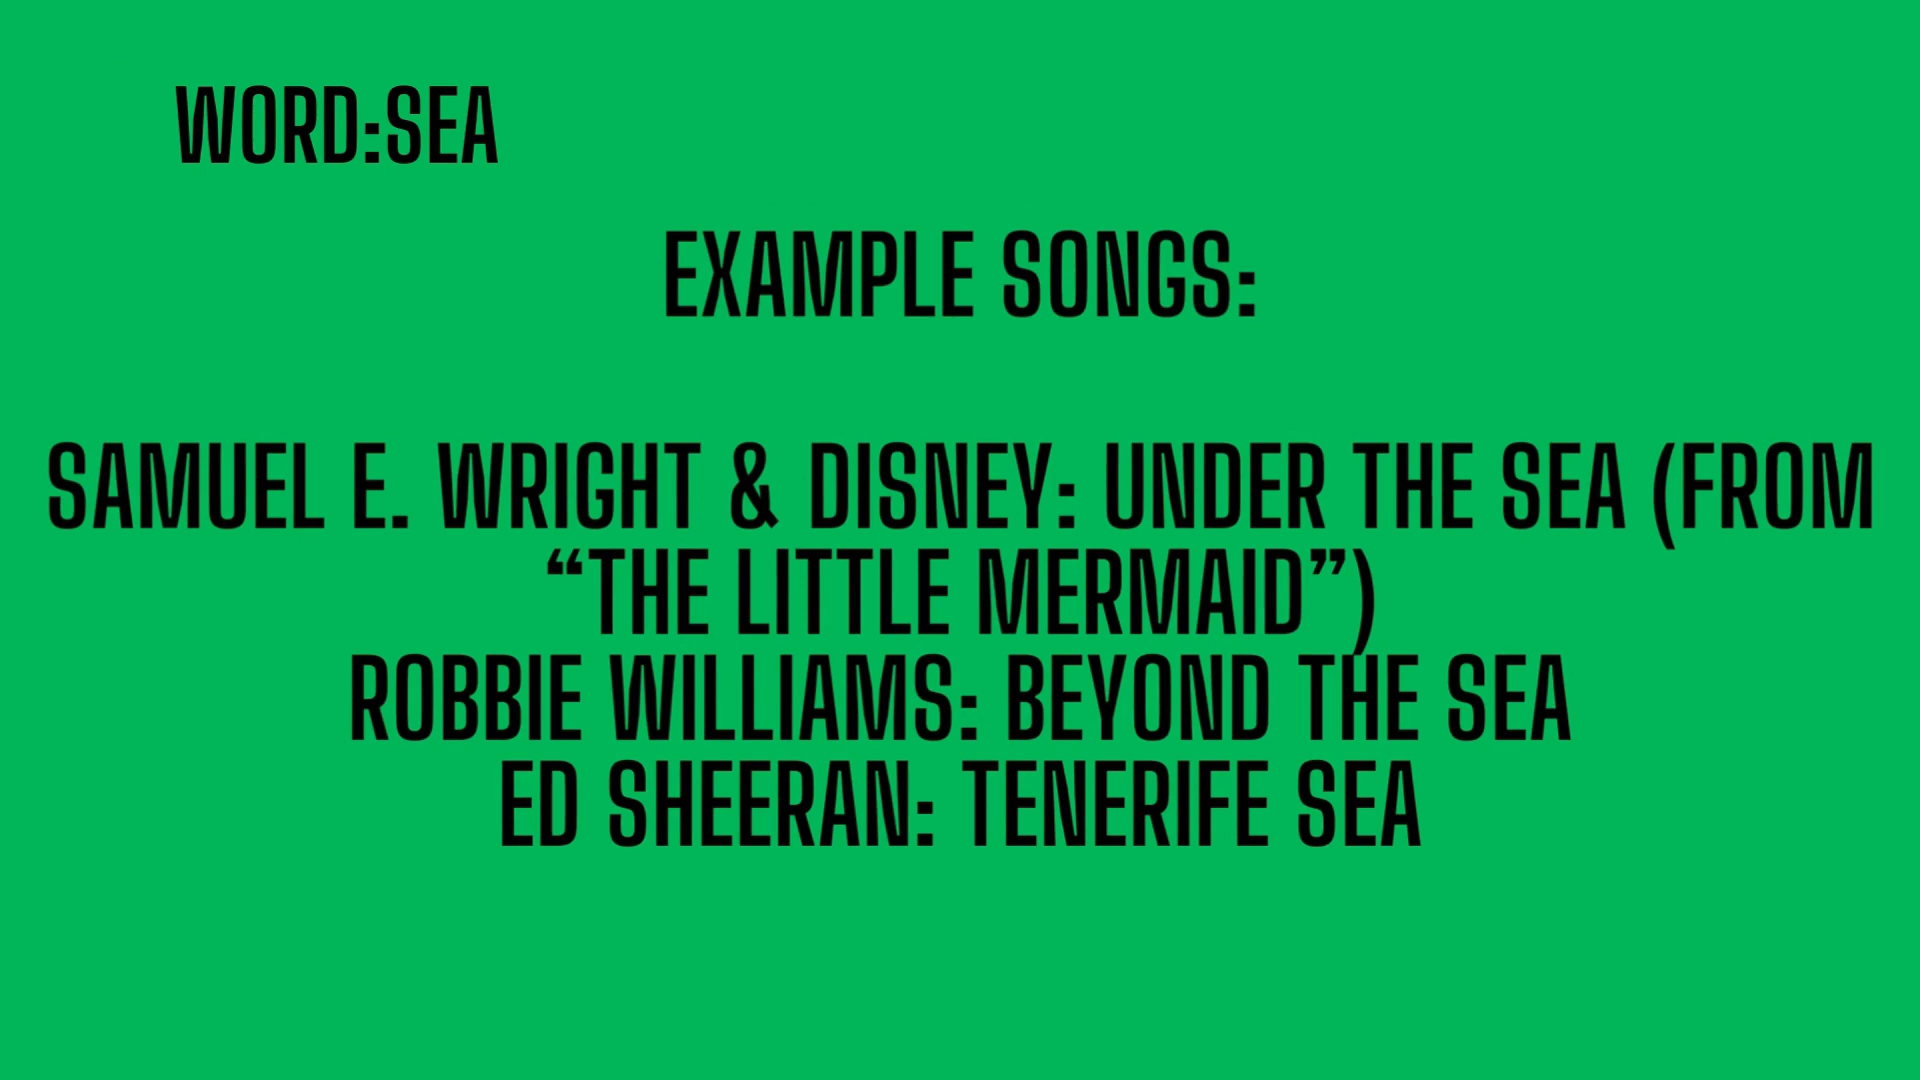 WORD:SEA
EXAMPLE SONGS:
SAMUEL E. WRIGHT & DISNEY: UNDER THE SEA (FROM
“THE LITTLE MERMAID”)
ROBBIE WILLIAMS: BEYOND THE SEA
ED SHEERAN: TENERIFE SEA